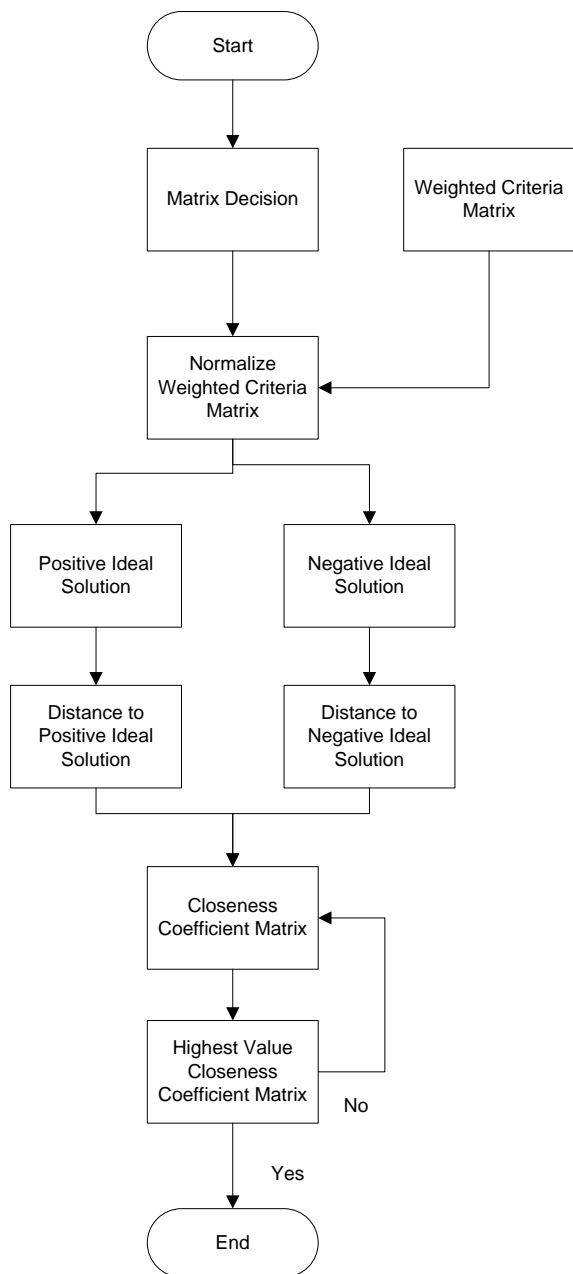 Start
Matrix Decision
Weighted Criteria
Matrix
Normalize
Weighted Criteria
Matrix
Positive Ideal
Solution
Negative Ideal
Solution
Distance to
Positive Ideal
Solution
Distance to
Negative Ideal
Solution
Closeness
Coefficient Matrix
Highest Value
Closeness
Coefficient Matrix
No
Yes
End